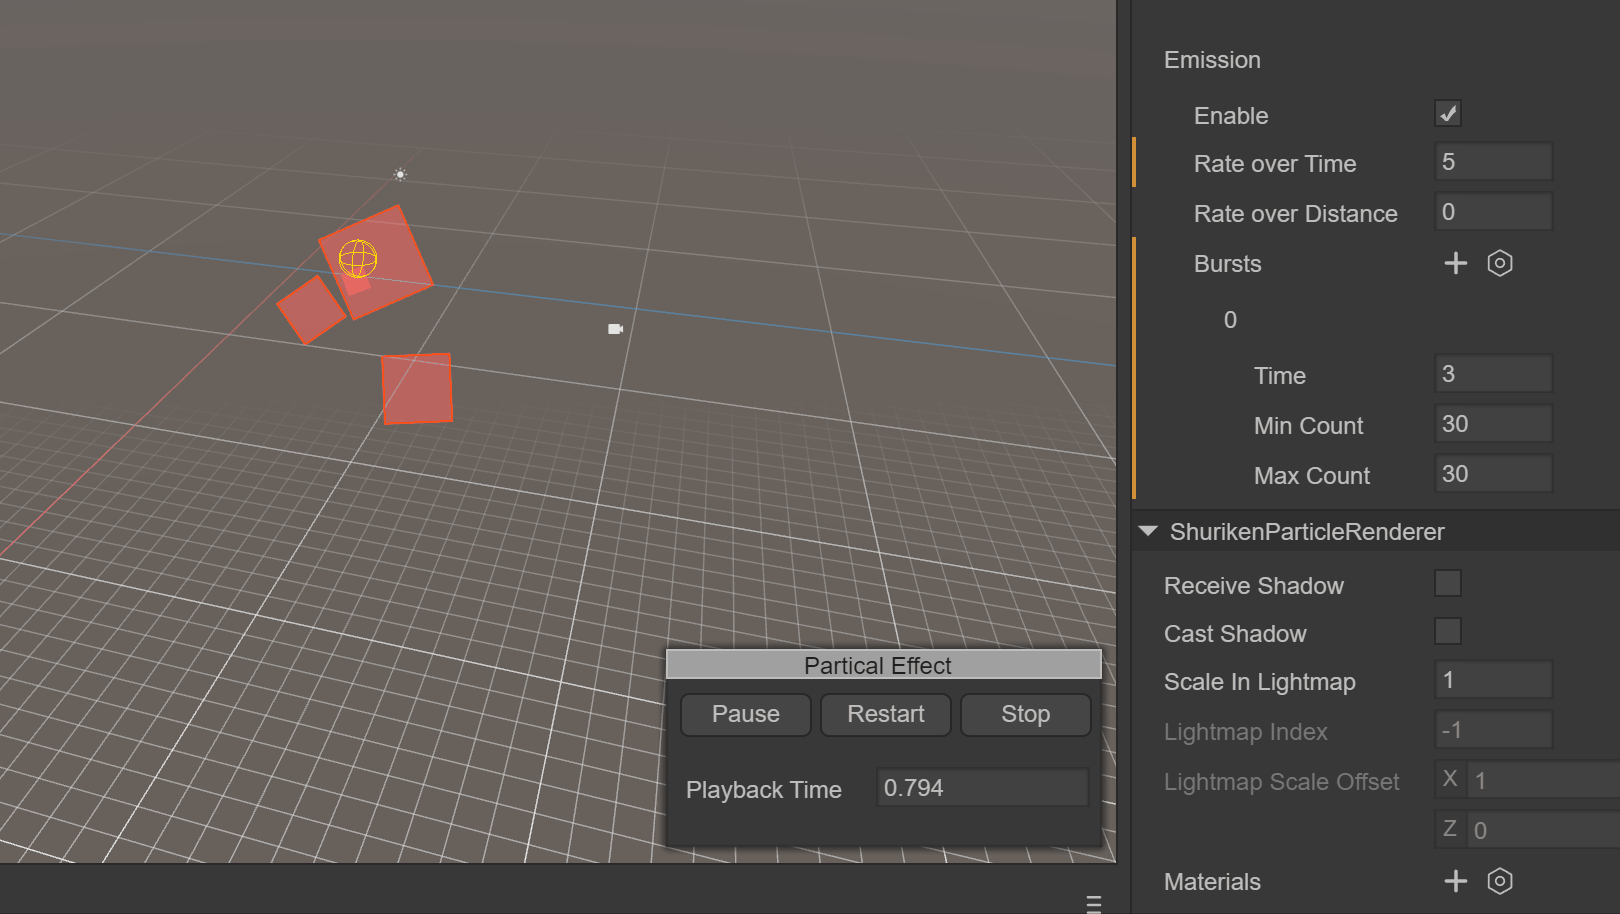 Emission
Enable
Rate over Time 5
Rate over Distance 0
Bursts
0
Time 3
Min Count 30
Max Count 30
ShurikenParticleRenderer
Receive Shadow
Cast Shadow
Scale In Lightmap 1
Lightmap Index -1
Lightmap Scale Offset X 1
Z 0
Materials
Partical Effect
Pause Restart Stop
Playback Time 0.794